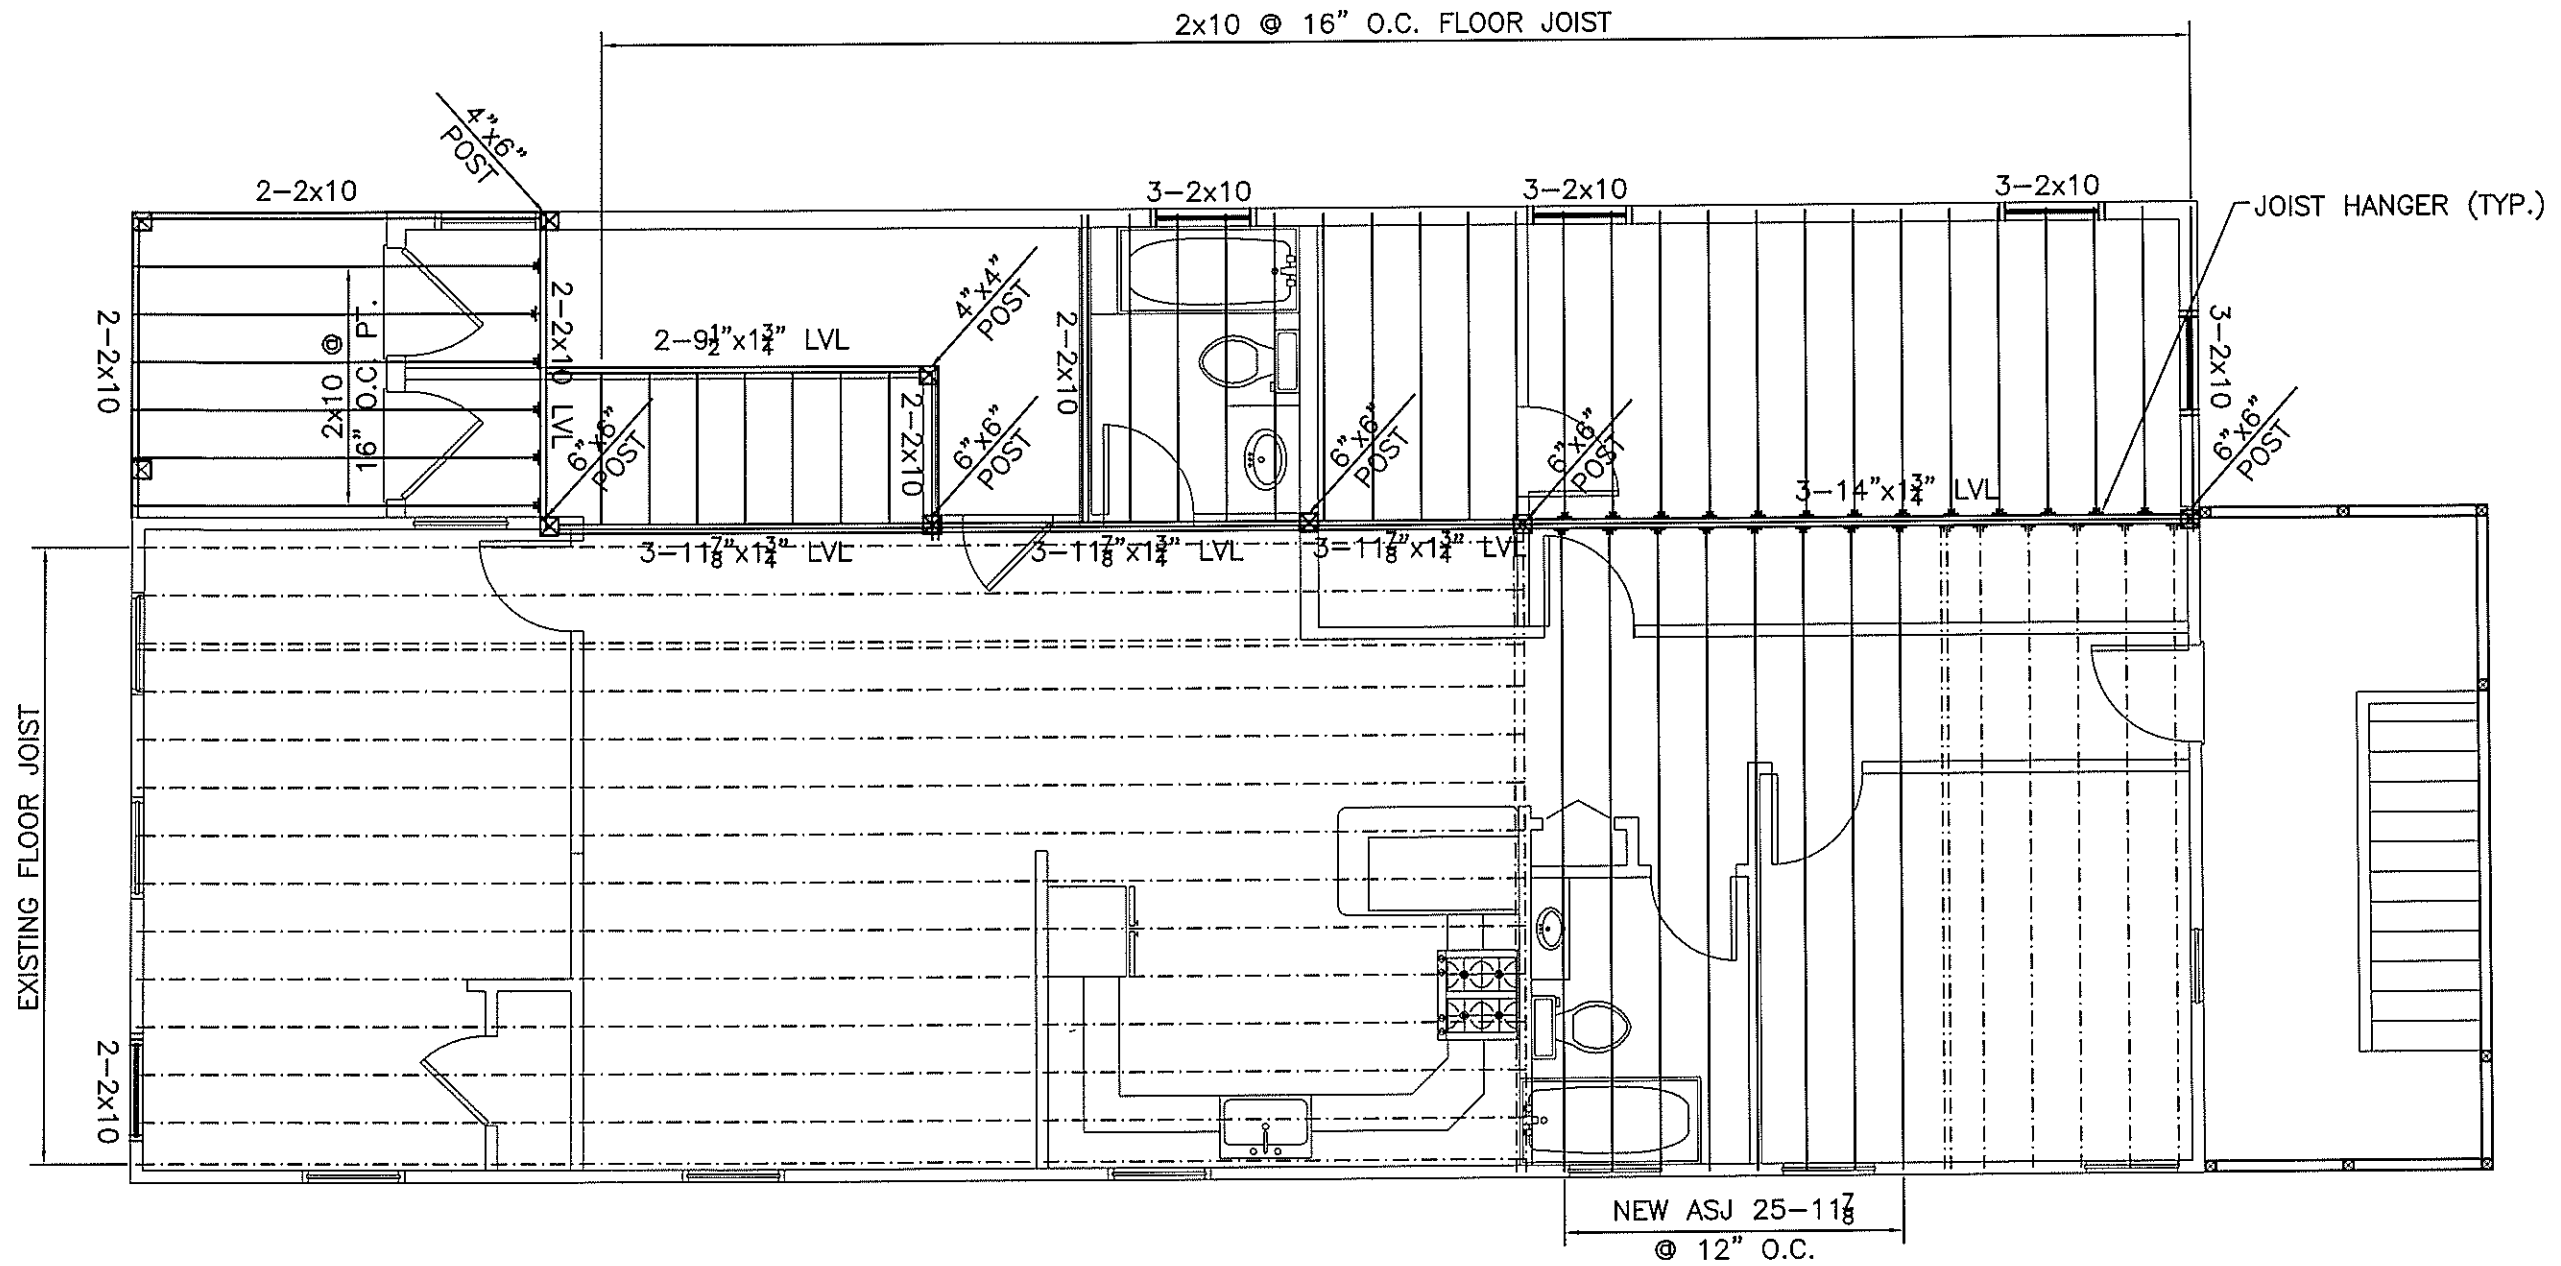 2x10 @ 16" O.C. FLOOR JOIST
4"x6"
POST
2-2x10
3-2x10
3-2x10
3-2x10
JOIST HANGER (TYP.)
2-2x10
2x10 @
16" O.C. PT.
2-2x10 LVL
2-9½"x1¾" LVL
4"x4"
POST
2-2x10
3-2x10
2-2x10
6"x6"
POST
6"x6"
POST
6"x6"
POST
6"x6"
POST
6"x6"
POST
3-14"x1¾" LVL
3-11⅞"x1¾" LVL
3-11⅞"x1¾" LVL
3-11⅞"x1¾" LVL
EXISTING FLOOR JOIST
2-2x10
NEW ASJ 25-11⅞
@ 12" O.C.